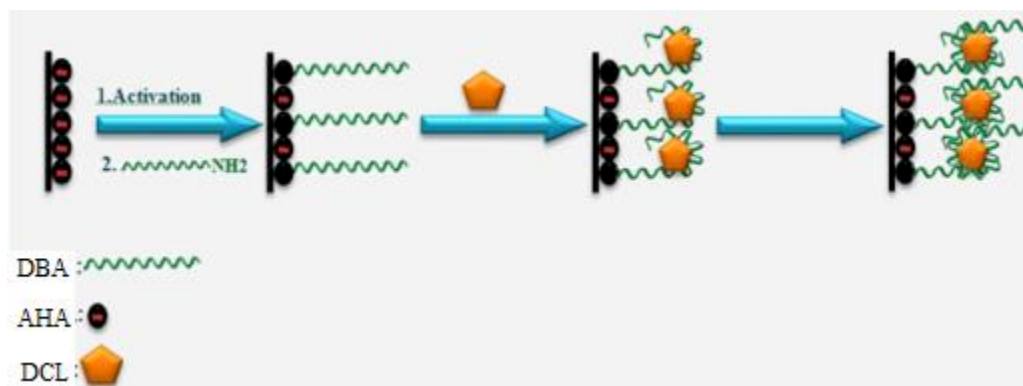 1.Activation
2. NH2
DBA :
AHA :
DCL :